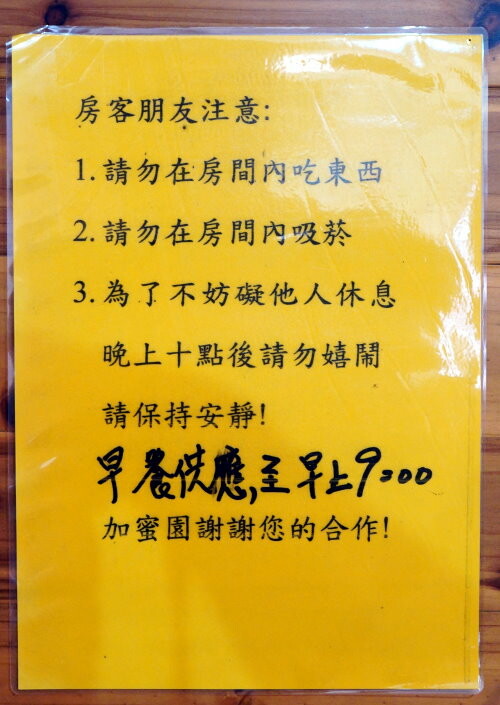 房客朋友注意:
1.請勿在房間內吃東西
2.請勿在房間內吸菸
3.為了不妨礙他人休息
晚上十點後請勿嬉鬧
請保持安靜!
早餐供應,至早上9:00
加蜜園謝謝您的合作!